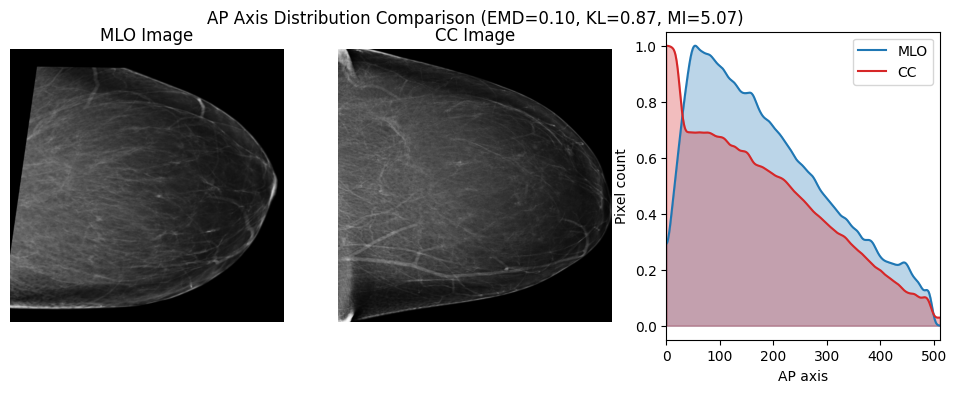 AP Axis Distribution Comparison (EMD=0.10, KL=0.87, MI=5.07)
MLO Image
CC Image
MLO
CC
Pixel count
1.0
0.8
0.6
0.4
0.2
0.0
0 100 200 300 400 500
AP axis